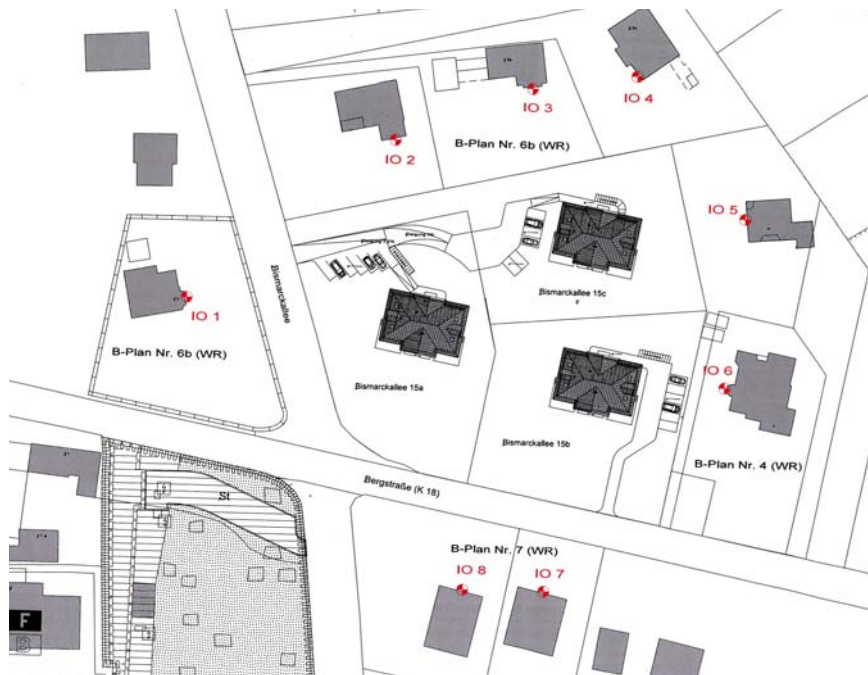 IO 4
IO 3
B-Plan Nr. 6b (WR)
IO 2
IO 5
Bismarckallee
Bismarckallee 15c
IO 1
B-Plan Nr. 6b (WR)
IO 6
Bismarckallee 15a
Bismarckallee 15b
B-Plan Nr. 4 (WR)
Bergstraße (K 18)
St
B-Plan Nr. 7 (WR)
IO 8
IO 7
F
B